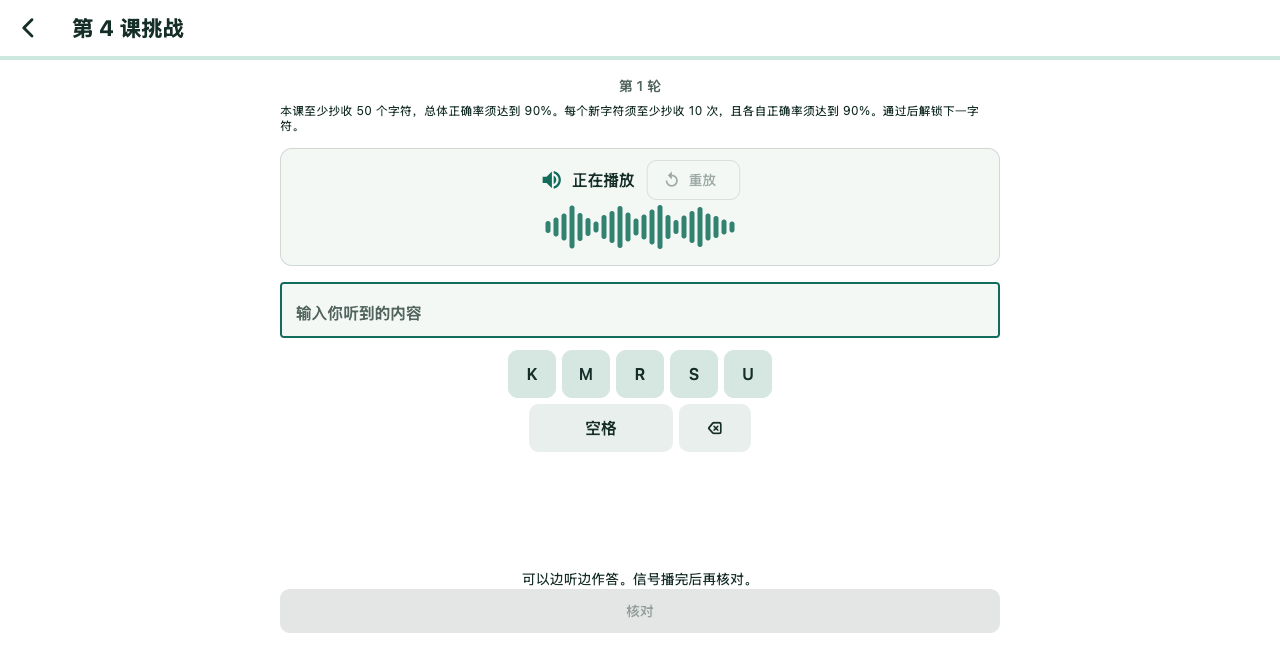 第 4 课挑战
第 1 轮
本课至少抄收 50 个字符，总体正确率须达到 90%。每个新字符须至少抄收 10 次，且各自正确率须达到 90%。通过后解锁下一字
符。
正在播放 重放
输入你听到的内容
K M R S U
空格
可以边听边作答。信号播完后再核对。
核对